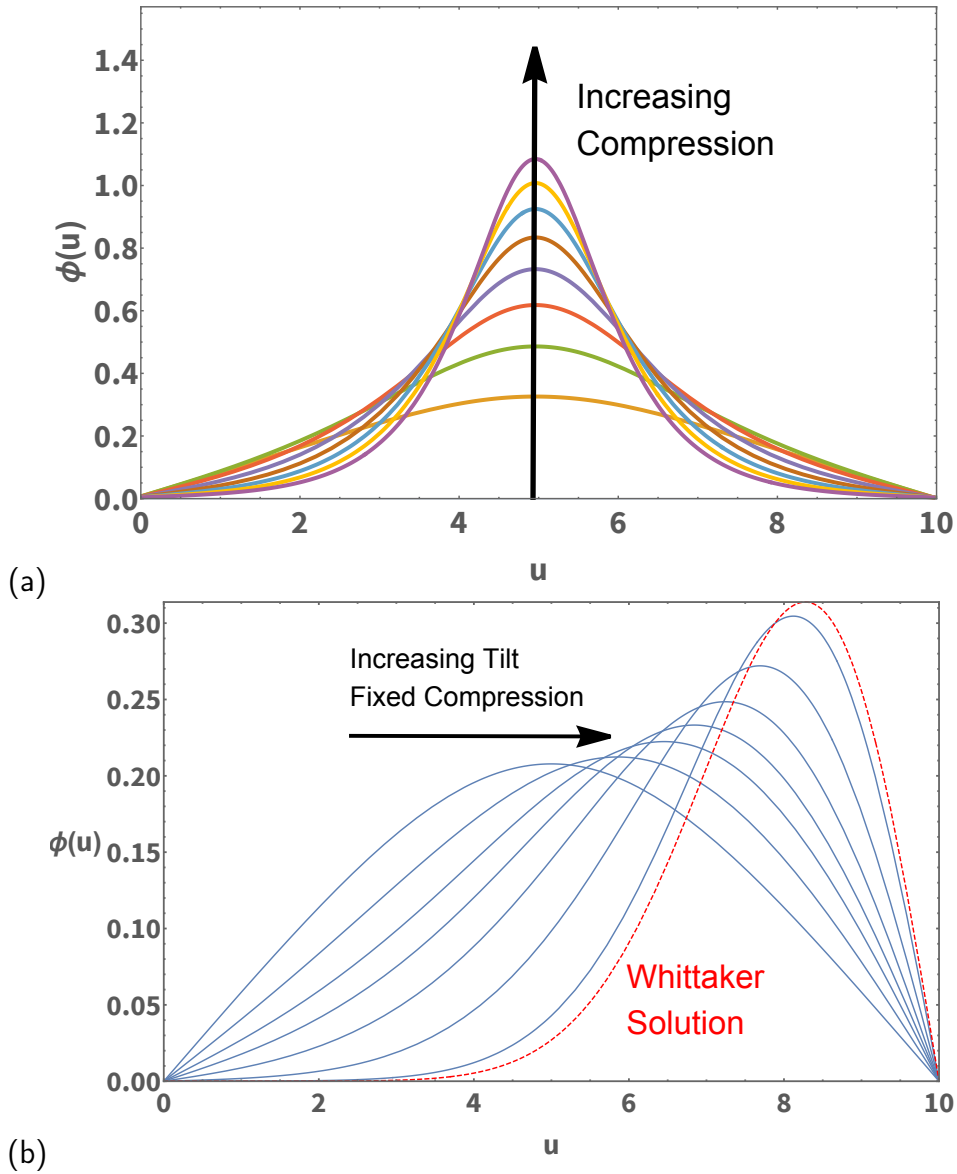 1.4
1.2
1.0
0.8
0.6
0.4
0.2
0.0
ϕ(u)
Increasing
Compression
0 2 4 6 8 10
u
(a)
0.30
0.25
0.20
0.15
0.10
0.05
0.00
ϕ(u)
Increasing Tilt
Fixed Compression
Whittaker
Solution
0 2 4 6 8 10
u
(b)